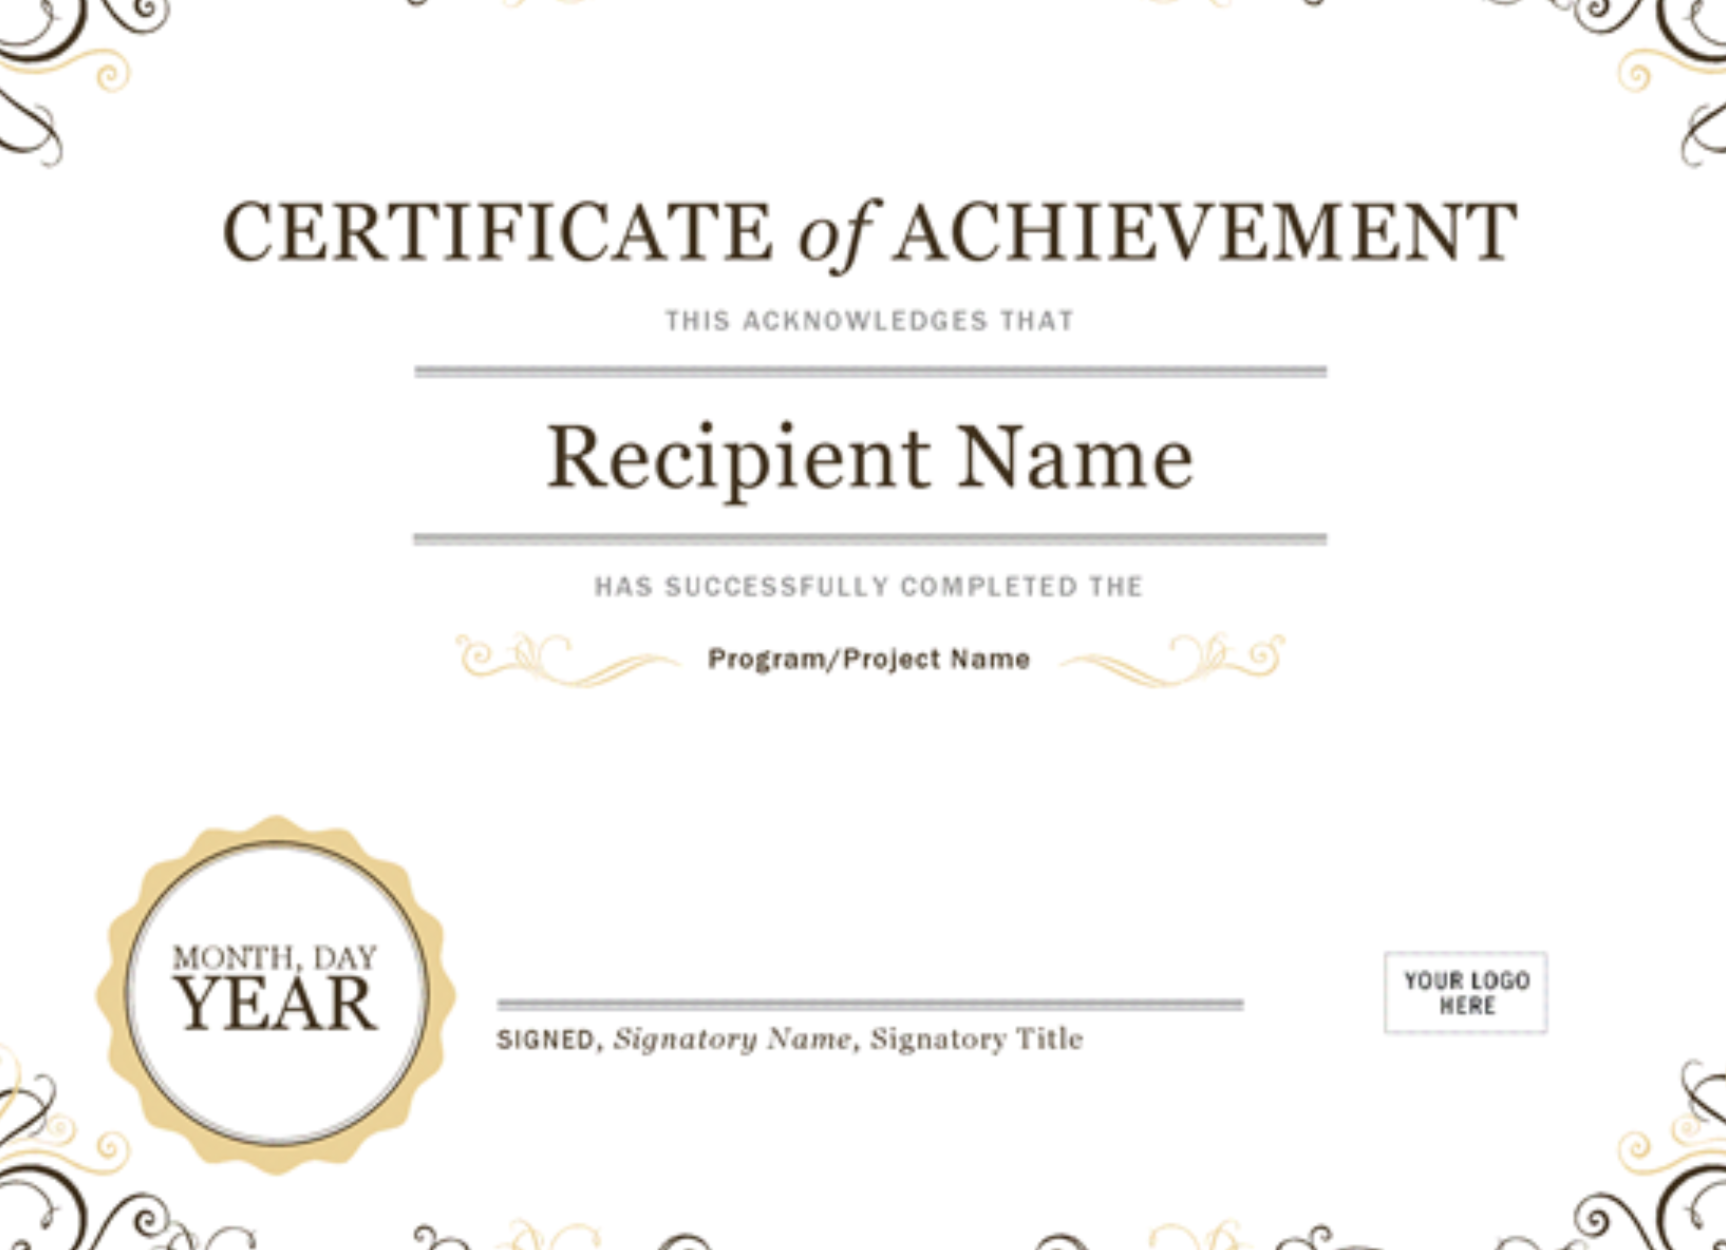 CERTIFICATE of ACHIEVEMENT
THIS ACKNOWLEDGES THAT
Recipient Name
HAS SUCCESSFULLY COMPLETED THE
Program/Project Name
MONTH, DAY
YEAR
SIGNED, Signatory Name, Signatory Title
YOUR LOGO
HERE